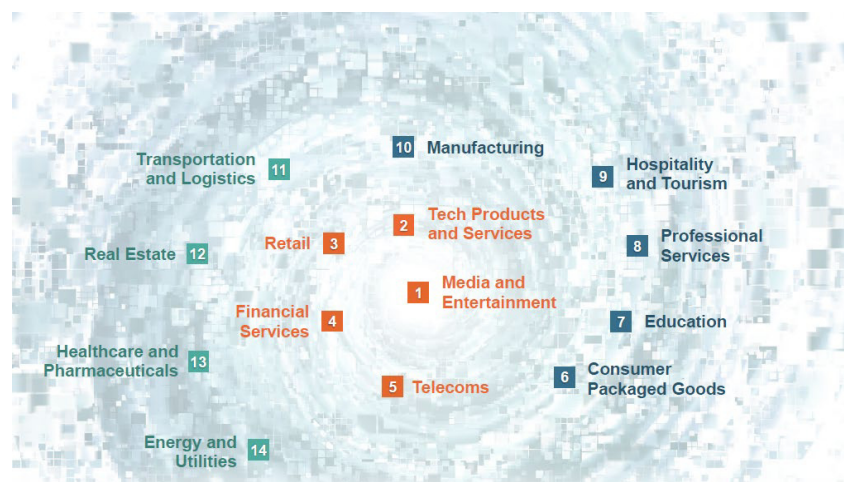 10 Manufacturing
Transportation
and Logistics 11
9 Hospitality
and Tourism
2 Tech Products
and Services
Retail 3
8 Professional
Services
Real Estate 12
1 Media and
Entertainment
Financial
Services 4
7 Education
Healthcare and
Pharmaceuticals 13
6 Consumer
Packaged Goods
5 Telecoms
Energy and
Utilities 14